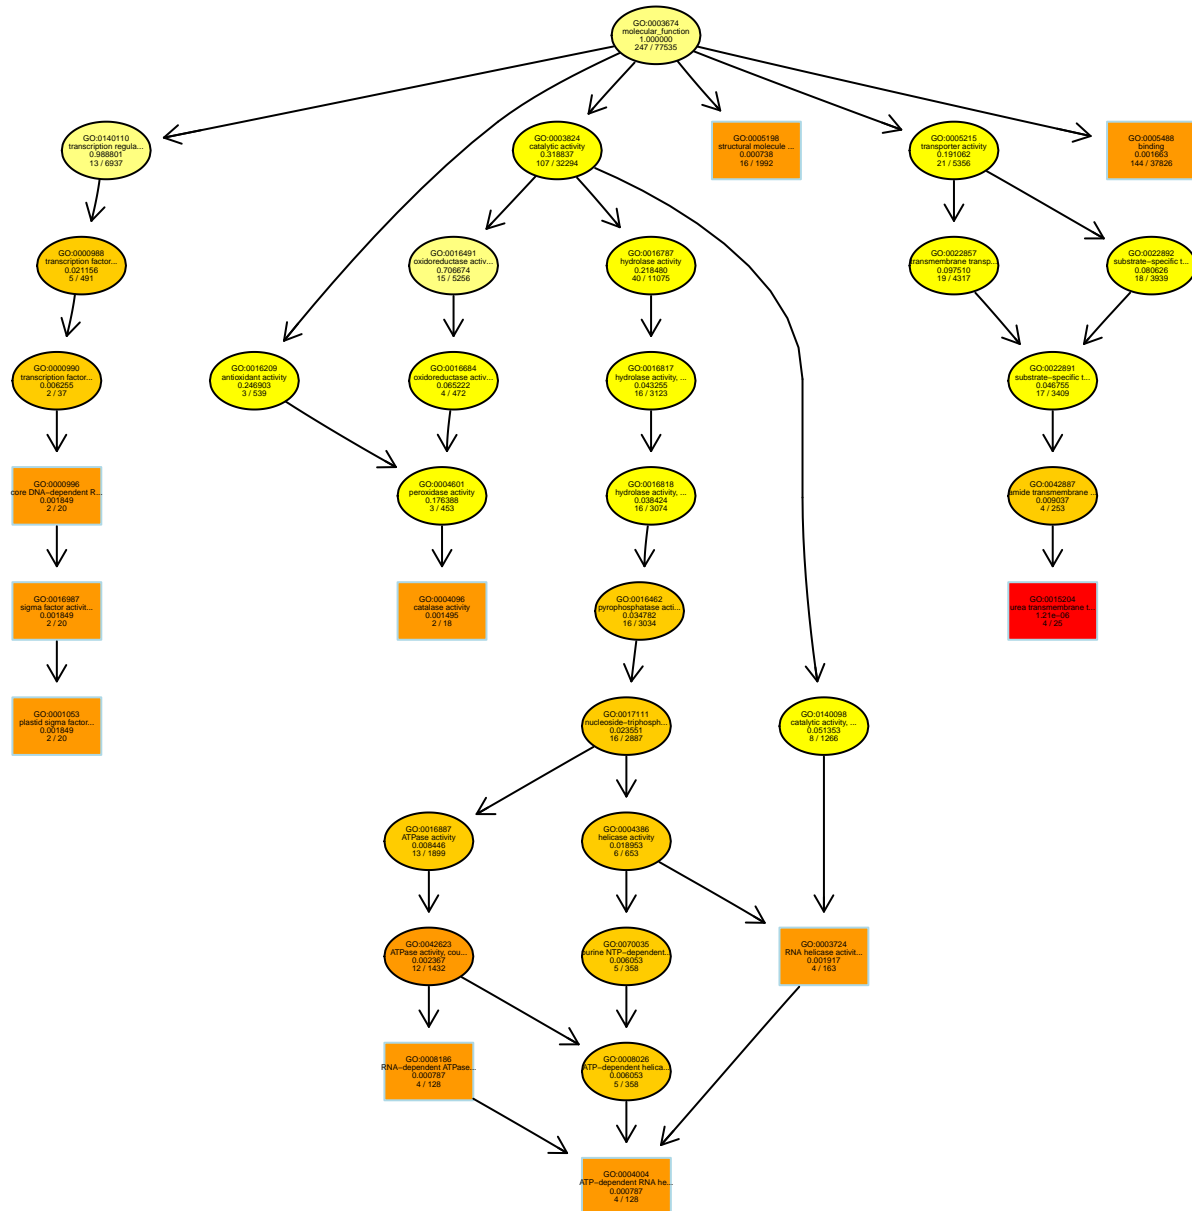 GO:0003674
molecular_function
1.000000
247 / 77535
GO:0140110
transcription regula...
0.988801
13 / 6937
GO:0003824
catalytic activity
0.318837
107 / 32294
GO:0005198
structural molecule ...
0.000738
16 / 1992
GO:0005215
transporter activity
0.191062
21 / 5356
GO:0005488
binding
0.001663
144 / 37826
GO:0000988
transcription factor...
0.021156
5 / 491
GO:0016491
oxidoreductase activ...
0.706674
15 / 5256
GO:0016787
hydrolase activity
0.218480
40 / 11075
GO:0022857
transmembrane transp...
0.097510
19 / 4317
GO:0022892
substrate−specific t...
0.080626
18 / 3939
GO:0000990
transcription factor...
0.006255
2 / 37
GO:0016209
antioxidant activity
0.246903
3 / 539
GO:0016684
oxidoreductase activ...
0.065222
4 / 472
GO:0016817
hydrolase activity, ...
0.043255
16 / 3123
GO:0022891
substrate−specific t...
0.046755
17 / 3409
GO:0000996
core DNA−dependent R...
0.001849
2 / 20
GO:0004601
peroxidase activity
0.176388
3 / 453
GO:0016818
hydrolase activity, ...
0.038424
16 / 3074
GO:0042887
amide transmembrane ...
0.009037
4 / 253
GO:0016987
sigma factor activit...
0.001849
2 / 20
GO:0004096
catalase activity
0.001495
2 / 18
GO:0016462
pyrophosphatase acti...
0.034782
16 / 3034
GO:0015204
urea transmembrane t...
1.21e−06
4 / 25
GO:0001053
plastid sigma factor...
0.001849
2 / 20
GO:0017111
nucleoside−triphosph...
0.023551
16 / 2887
GO:0140098
catalytic activity, ...
0.051353
8 / 1266
GO:0016887
ATPase activity
0.008446
13 / 1899
GO:0004386
helicase activity
0.018953
6 / 653
GO:0042623
ATPase activity, cou...
0.002367
12 / 1432
GO:0070035
purine NTP−dependent...
0.006053
5 / 358
GO:0003724
RNA helicase activit...
0.001917
4 / 163
GO:0008186
RNA−dependent ATPase...
0.000787
4 / 128
GO:0008026
ATP−dependent helica...
0.006053
5 / 358
GO:0004004
ATP−dependent RNA he...
0.000787
4 / 128